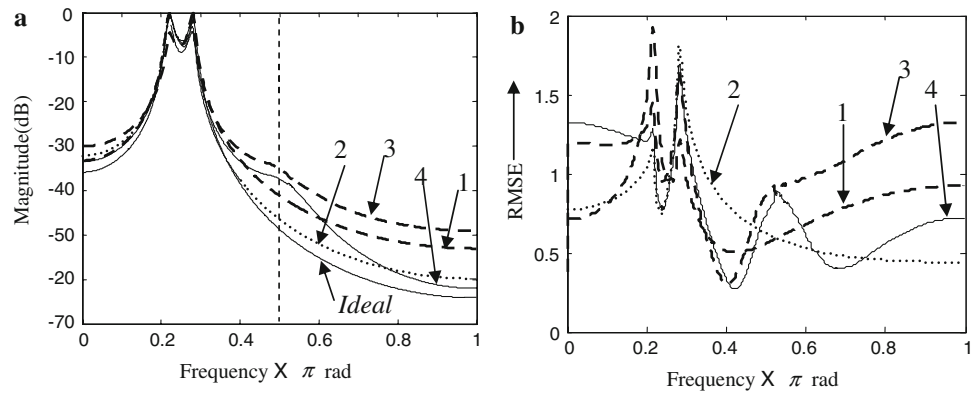 a
0
-10
-20
-30
-36
-50
-20
-70
Magnitude(dB)
0 0.2 0.4 0.6 0.8 1
Frequency X π rad
2 3 4 1
Ideal
b
2
1.5
1
0.5
0
RMSE
0 0.2 0.4 0.6 0.8 1
Frequency X π rad
2 1 3 4